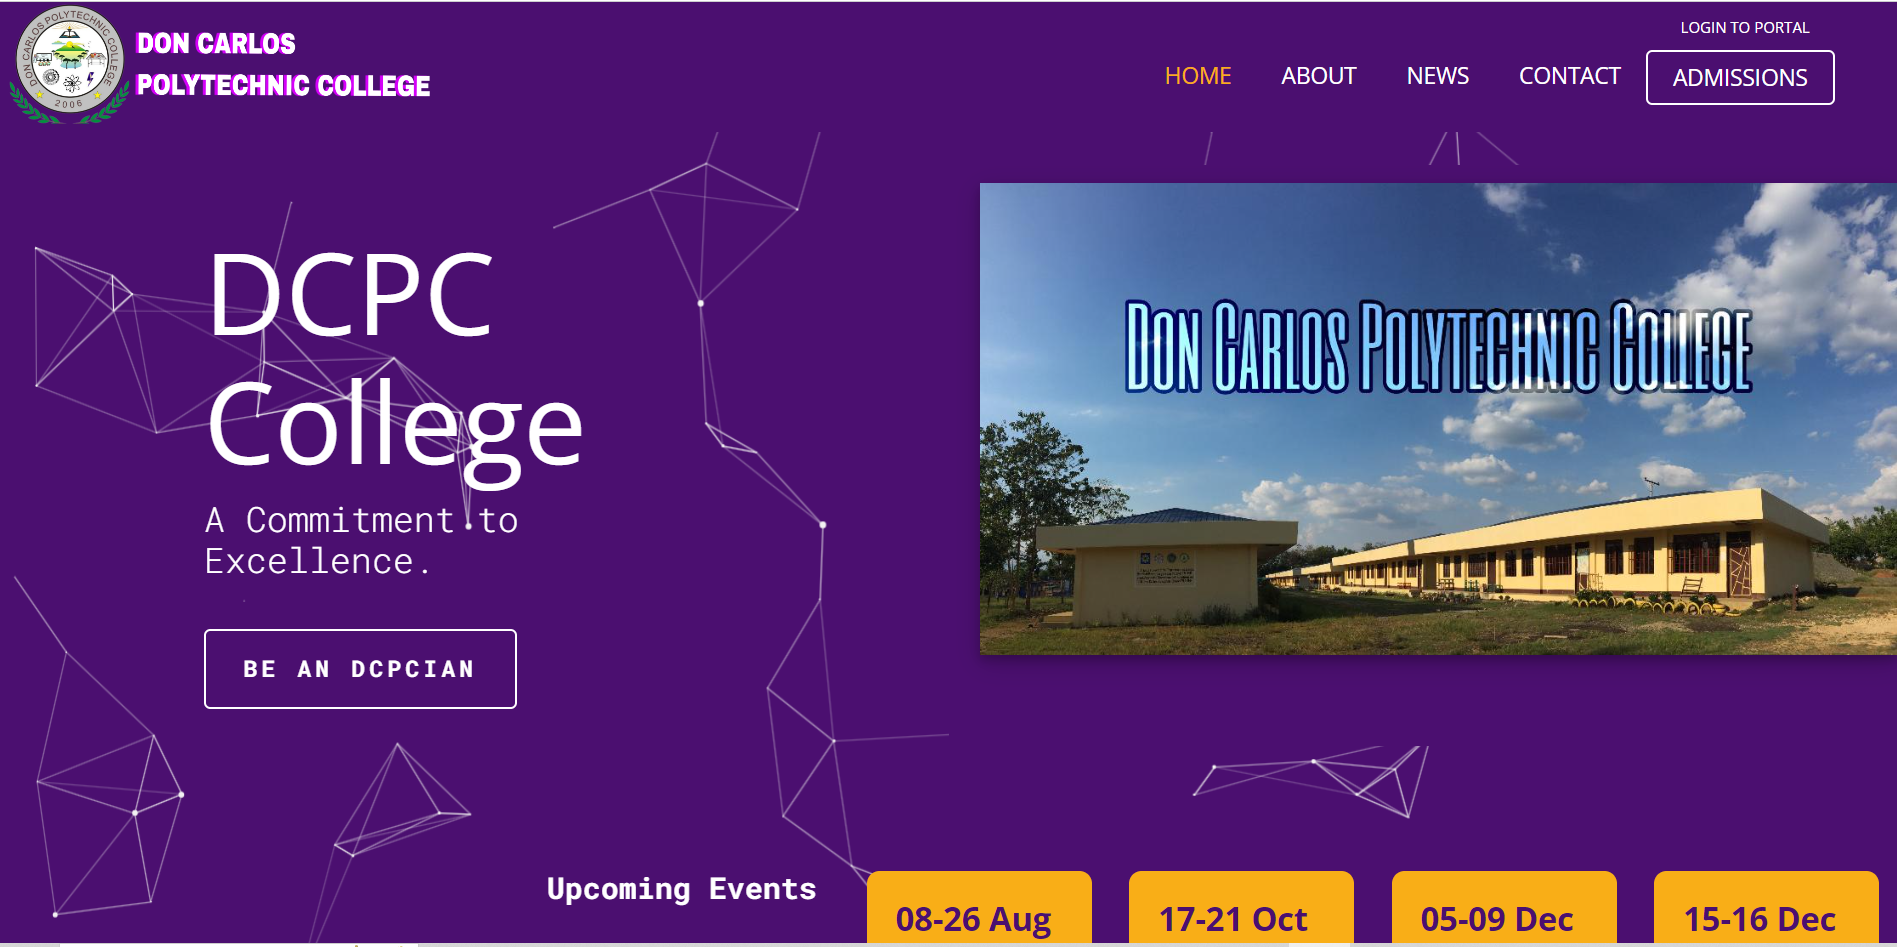 DON CARLOS POLYTECHNIC COLLEGE
2006
DON CARLOS
POLYTECHNIC COLLEGE
LOGIN TO PORTAL
HOME ABOUT NEWS CONTACT ADMISSIONS
DCPC
College
A Commitment to
Excellence.
BE AN DCPCIAN
DON CARLOS POLYTECHNIC COLLEGE
Upcoming Events
08-26 Aug 17-21 Oct 05-09 Dec 15-16 Dec